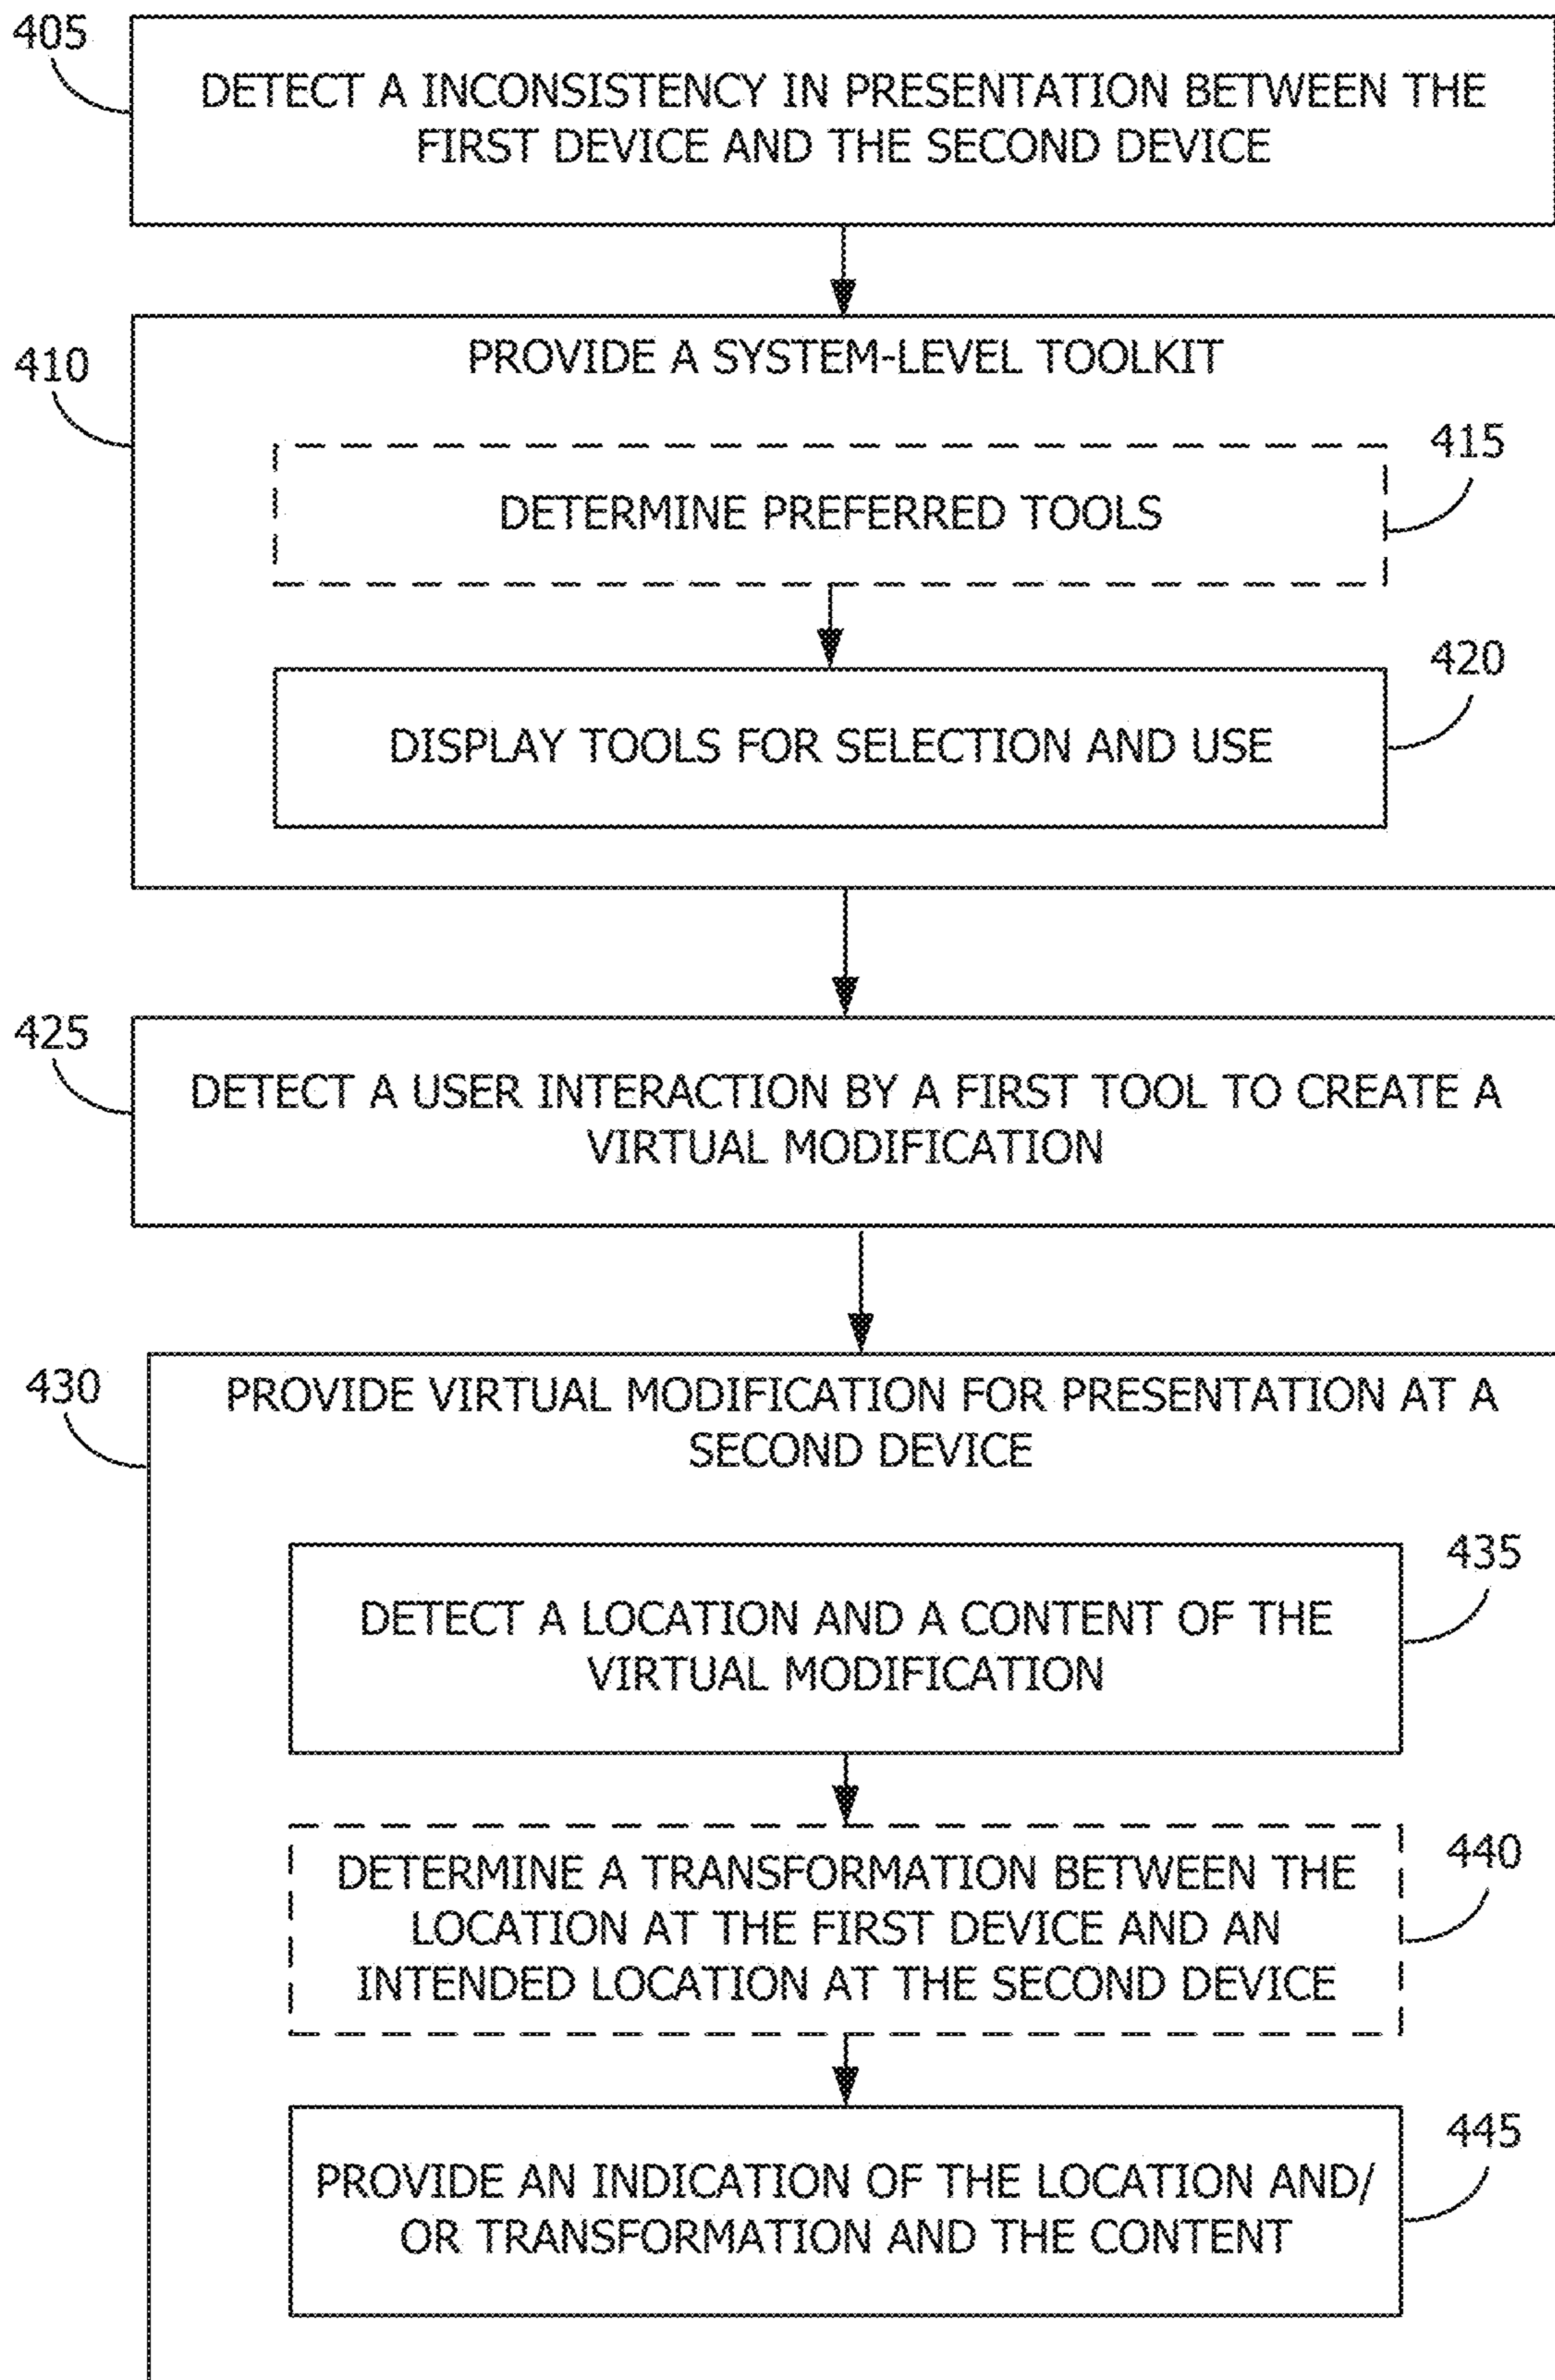 405
DETECT A INCONSISTENCY IN PRESENTATION BETWEEN THE
FIRST DEVICE AND THE SECOND DEVICE
410
PROVIDE A SYSTEM-LEVEL TOOLKIT
415
DETERMINE PREFERRED TOOLS
420
DISPLAY TOOLS FOR SELECTION AND USE
425
DETECT A USER INTERACTION BY A FIRST TOOL TO CREATE A
VIRTUAL MODIFICATION
430
PROVIDE VIRTUAL MODIFICATION FOR PRESENTATION AT A
SECOND DEVICE
435
DETECT A LOCATION AND A CONTENT OF THE
VIRTUAL MODIFICATION
440
DETERMINE A TRANSFORMATION BETWEEN THE
LOCATION AT THE FIRST DEVICE AND AN
INTENDED LOCATION AT THE SECOND DEVICE
445
PROVIDE AN INDICATION OF THE LOCATION AND/
OR TRANSFORMATION AND THE CONTENT